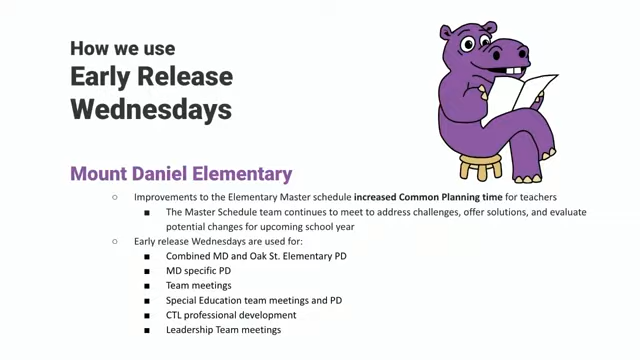 How we use
Early Release
Wednesdays
Mount Daniel Elementary
○ Improvements to the Elementary Master schedule increased Common Planning time for teachers
■ The Master Schedule team continues to meet to address challenges, offer solutions, and evaluate
potential changes for upcoming school year
○ Early release Wednesdays are used for:
■ Combined MD and Oak St. Elementary PD
■ MD specific PD
■ Team meetings
■ Special Education team meetings and PD
■ CTL professional development
■ Leadership Team meetings